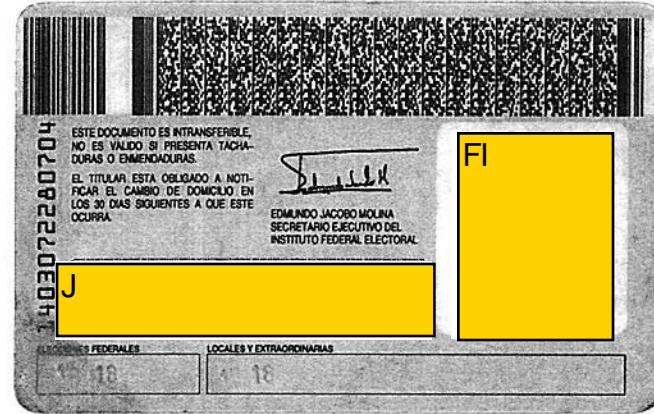 1403072280704
ESTE DOCUMENTO ES INTRANSFERIBLE,
NO ES VALIDO SI PRESENTA TACHA-
DURAS O ENMENDADURAS.
EL TITULAR ESTA OBLIGADO A NOTI-
FICAR EL CAMBIO DE DOMICILIO EN
LOS 30 DIAS SIGUIENTES A QUE ESTE
OCURRA.
EDMUNDO JACOBO MOLINA
SECRETARIO EJECUTIVO DEL
INSTITUTO FEDERAL ELECTORAL
FI
J
ELECCIONES FEDERALES
LOCALES Y EXTRAORDINARIAS
18
18